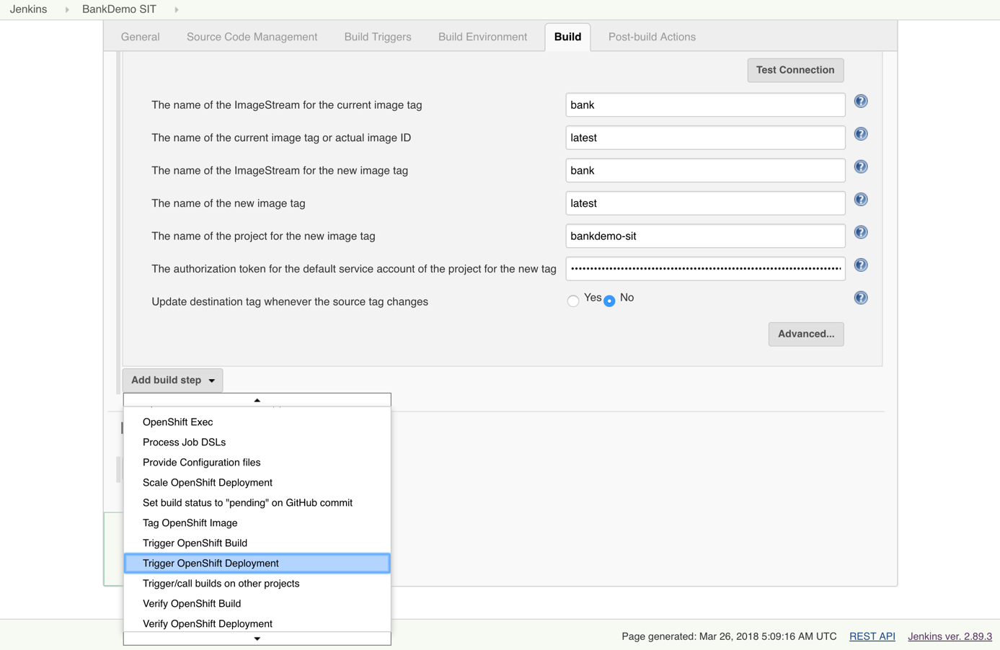 Jenkins BankDemo SIT
General Source Code Management Build Triggers Build Environment Build Post-build Actions
Test Connection
The name of the ImageStream for the current image tag bank
The name of the current image tag or actual image ID latest
The name of the ImageStream for the new image tag bank
The name of the new image tag latest
The name of the project for the new image tag bankdemo-sit
The authorization token for the default service account of the project for the new tag
Update destination tag whenever the source tag changes Yes No
Advanced...
Add build step
OpenShift Exec
Process Job DSLs
Provide Configuration files
Scale OpenShift Deployment
Set build status to "pending" on GitHub commit
Tag OpenShift Image
Trigger OpenShift Build
Trigger OpenShift Deployment
Trigger/call builds on other projects
Verify OpenShift Build
Verify OpenShift Deployment
Page generated: Mar 26, 2018 5:09:16 AM UTC REST API Jenkins ver. 2.89.3